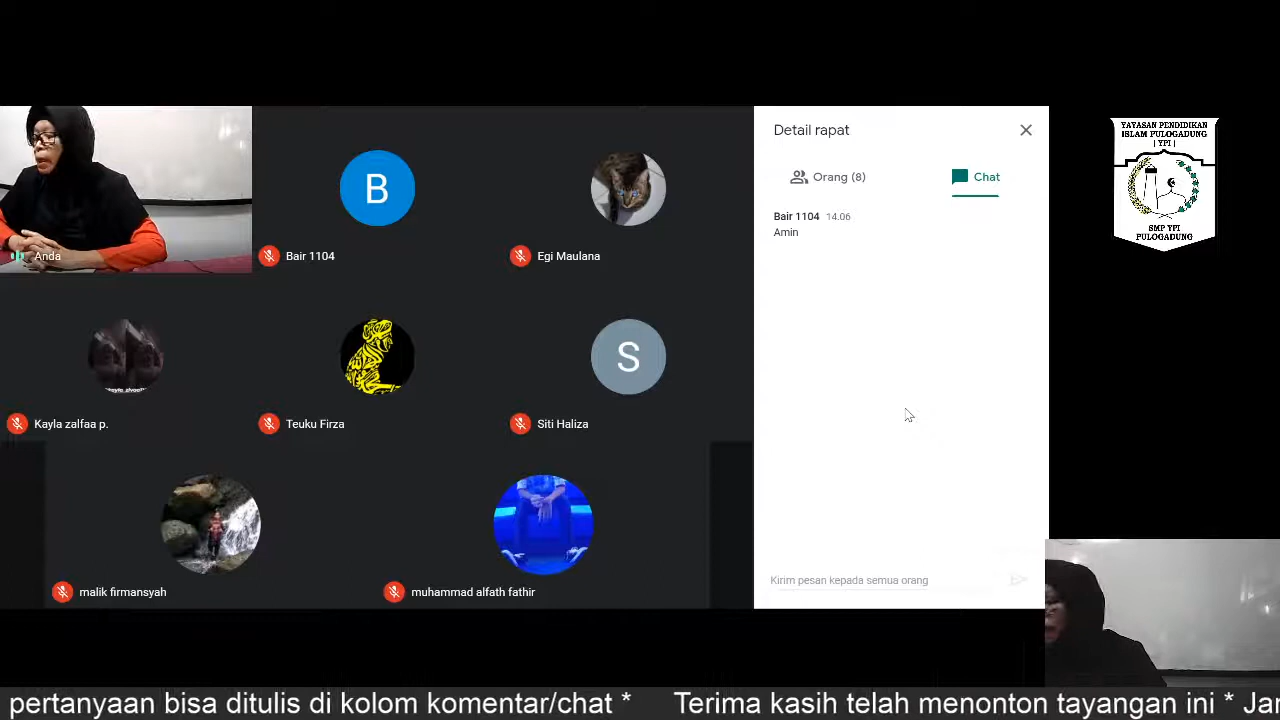 Detail rapat
Orang (8)
Chat
Bair 1104 14.06
Amin
Anda
B
Bair 1104
Egi Maulana
Kayla zalfaa p.
Teuku Firza
S
Siti Haliza
malik firmansyah
muhammad alfath fathir
Kirim pesan kepada semua orang
YAYASAN PENDIDIKAN
ISLAM PULOGADUNG
[ YPI ]
SMP YPI
PULOGADUNG
pertanyaan bisa ditulis di kolom komentar/chat * Terima kasih telah menonton tayangan ini * Jar